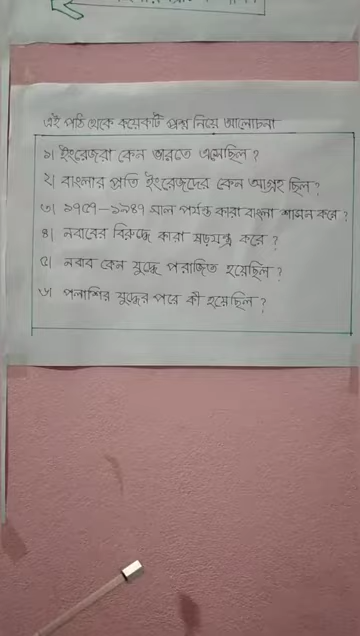 এই পাঠ থেকে কয়েকটি প্রশ্ন নিয়ে আলোচনা
১। ইংরেজরা কেন ভারতে এসেছিল ?
২। বাংলার প্রতি ইংরেজদের কেন আগ্রহ ছিল ?
৩। ১৭৫৭-১৯৪৭ সাল পর্যন্ত কারা বাংলা শাসন করে ?
৪। নবাবের বিরুদ্ধে কারা ষড়যন্ত্র করে ?
৫। নবাব কেন যুদ্ধে পরাজিত হয়েছিল ?
৬। পলাশির যুদ্ধের পরে কী হয়েছিল ?